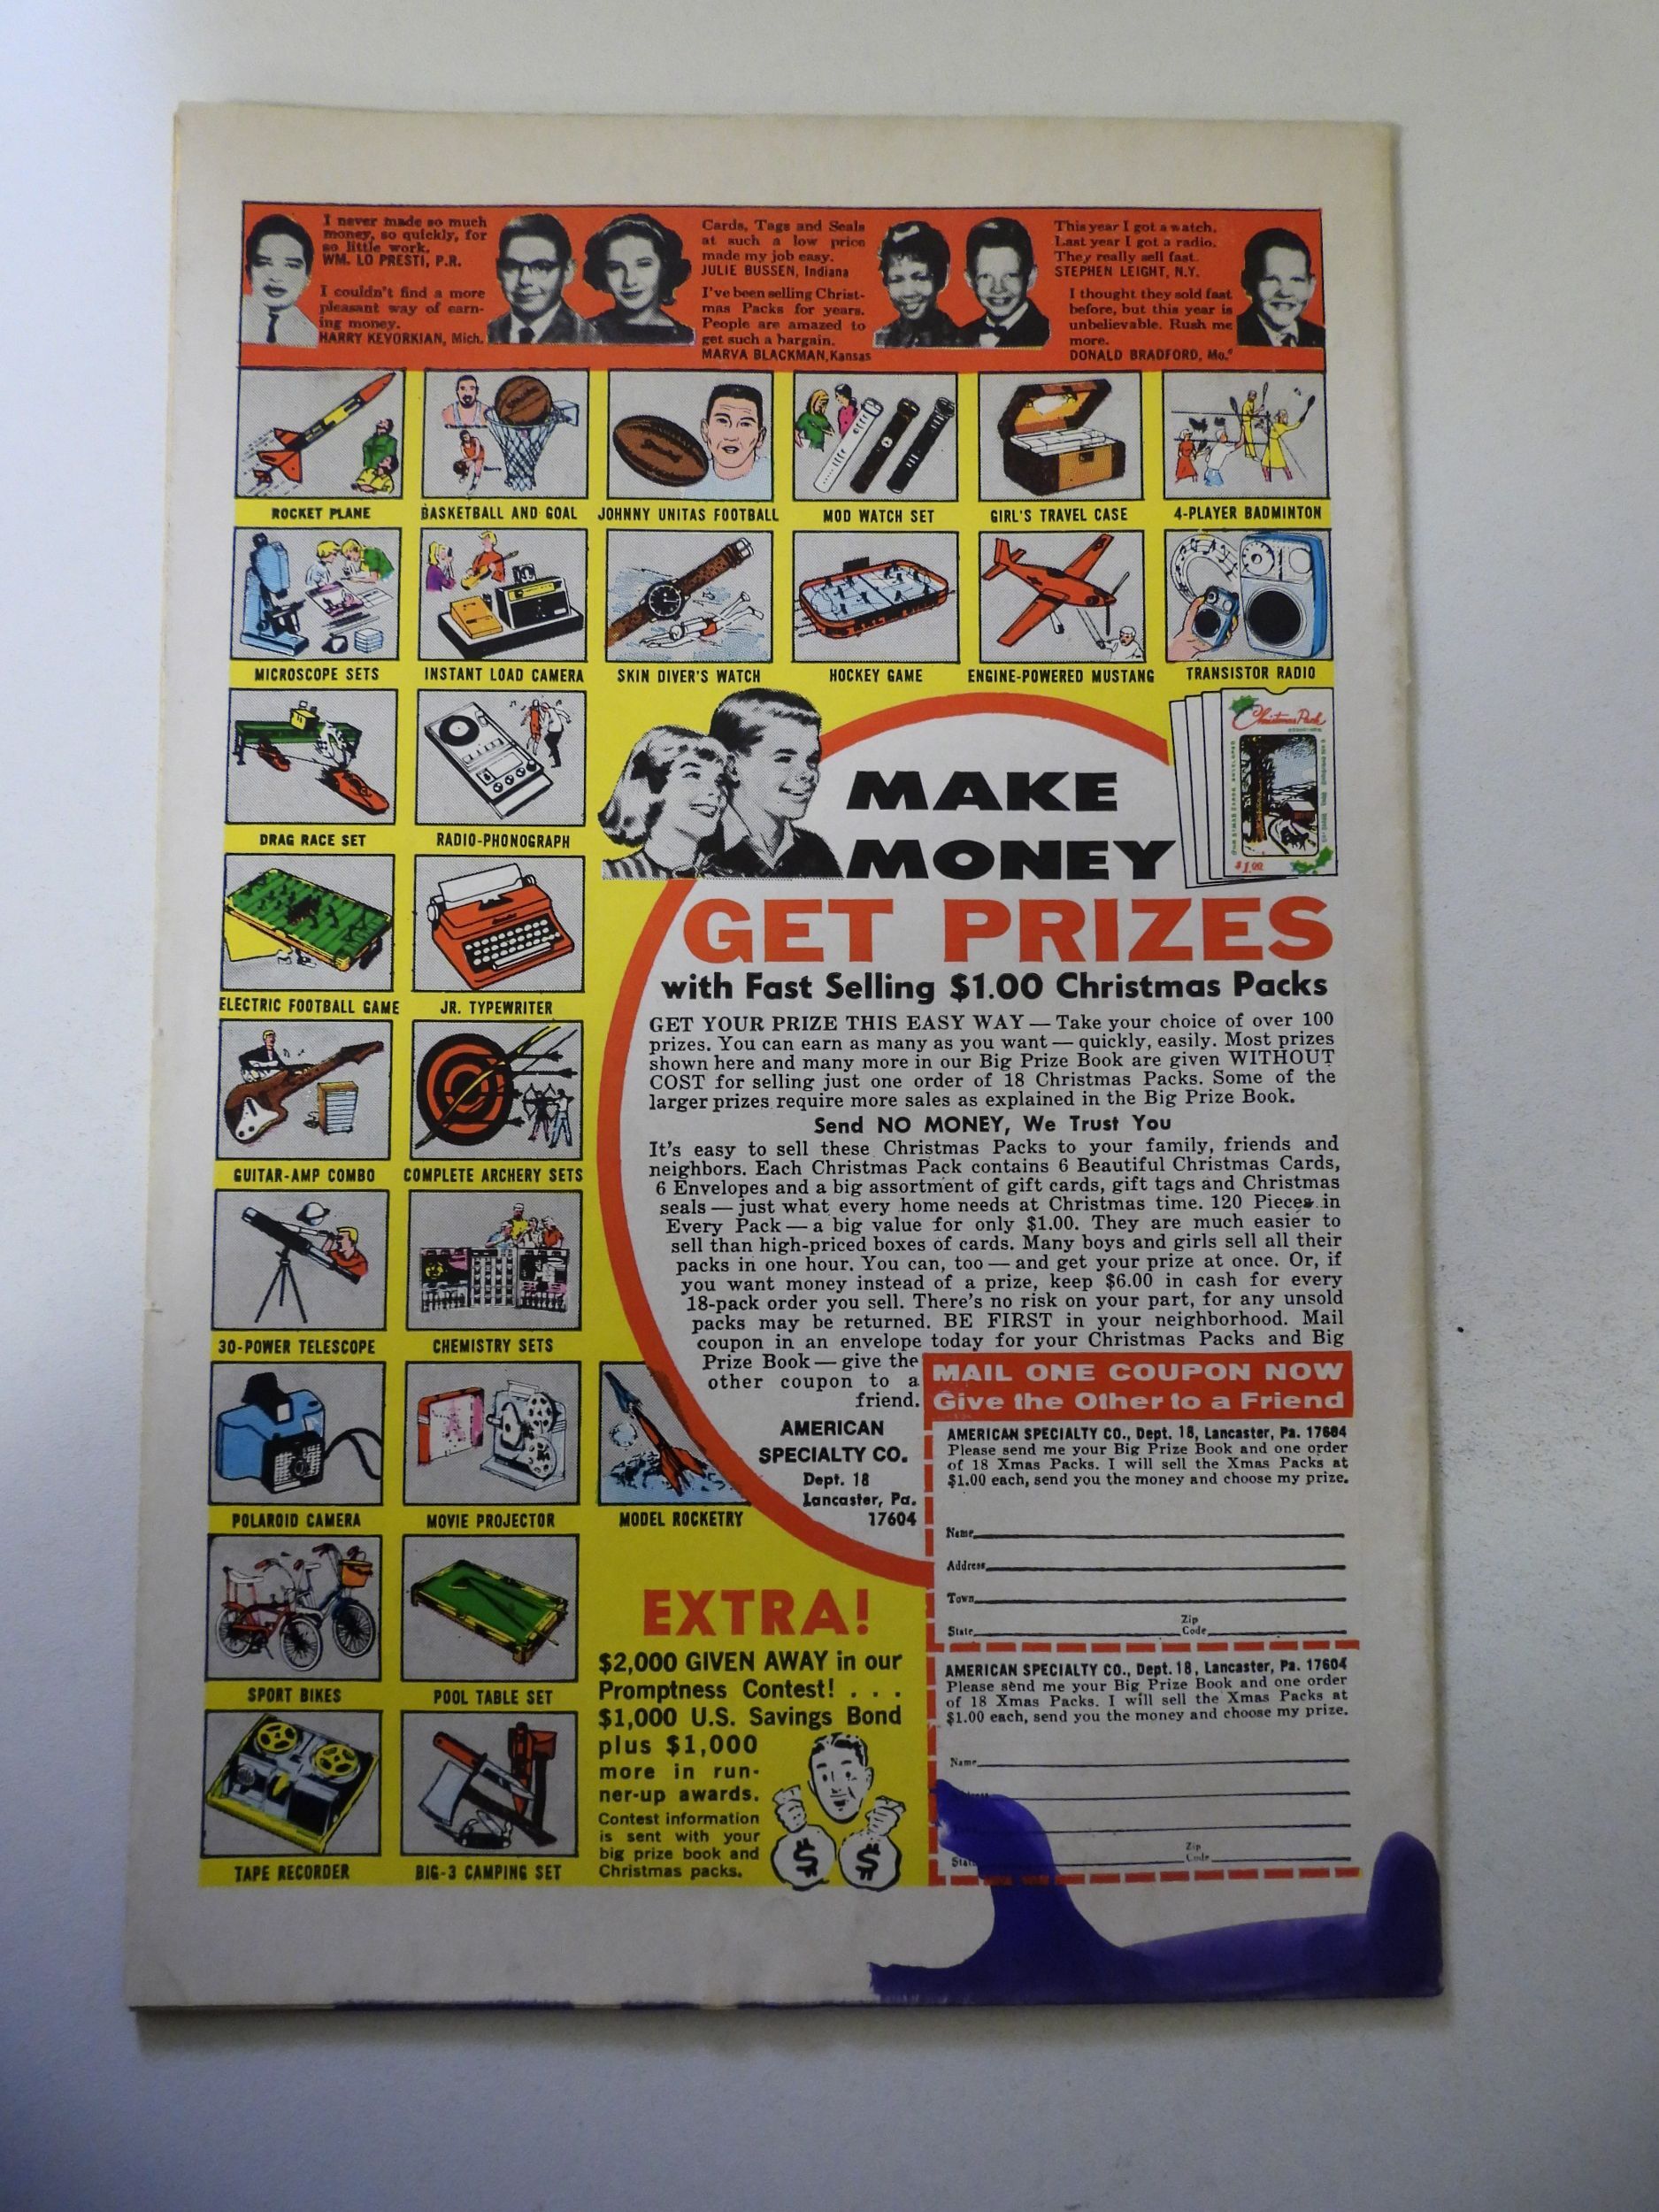 I never made so much
money, so quickly, for
so little work.
WM. LO PRESTI, P.R.
I couldn't find a more
pleasant way of earn-
ing money.
HARRY KEVORKIAN, Mich.
Cards, Tags and Seals
at such a low price
made my job easy.
JULIE BUSSEN, Indiana
I've been selling Christ-
mas Packs for years.
People are amazed to
get such a bargain.
MARVA BLACKMAN, Kansas
This year I got a watch.
Last year I got a radio.
They really sell fast.
STEPHEN LEIGHT, N.Y.
I thought they sold fast
before, but this year is
unbelievable. Rush me
more.
DONALD BRADFORD, Mo.
ROCKET PLANE
BASKETBALL AND GOAL
JOHNNY UNITAS FOOTBALL
MOD WATCH SET
GIRL'S TRAVEL CASE
4-PLAYER BADMINTON
MICROSCOPE SETS
INSTANT LOAD CAMERA
SKIN DIVER'S WATCH
HOCKEY GAME
ENGINE-POWERED MUSTANG
TRANSISTOR RADIO
DRAG RACE SET
RADIO-PHONOGRAPH
ELECTRIC FOOTBALL GAME
JR. TYPEWRITER
GUITAR-AMP COMBO
COMPLETE ARCHERY SETS
30-POWER TELESCOPE
CHEMISTRY SETS
POLAROID CAMERA
MOVIE PROJECTOR
MODEL ROCKETRY
SPORT BIKES
POOL TABLE SET
TAPE RECORDER
BIG-3 CAMPING SET
Christmas Pack
$1.00
MAKE
MONEY
GET PRIZES
with Fast Selling $1.00 Christmas Packs
GET YOUR PRIZE THIS EASY WAY — Take your choice of over 100
prizes. You can earn as many as you want — quickly, easily. Most prizes
shown here and many more in our Big Prize Book are given WITHOUT
COST for selling just one order of 18 Christmas Packs. Some of the
larger prizes require more sales as explained in the Big Prize Book.
Send NO MONEY, We Trust You
It's easy to sell these Christmas Packs to your family, friends and
neighbors. Each Christmas Pack contains 6 Beautiful Christmas Cards,
6 Envelopes and a big assortment of gift cards, gift tags and Christmas
seals — just what every home needs at Christmas time. 120 Pieces in
Every Pack — a big value for only $1.00. They are much easier to
sell than high-priced boxes of cards. Many boys and girls sell all their
packs in one hour. You can, too — and get your prize at once. Or, if
you want money instead of a prize, keep $6.00 in cash for every
18-pack order you sell. There's no risk on your part, for any unsold
packs may be returned. BE FIRST in your neighborhood. Mail
coupon in an envelope today for your Christmas Packs and Big
Prize Book — give the
other coupon to a
friend.
AMERICAN
SPECIALTY CO.
Dept. 18
Lancaster, Pa.
17604
EXTRA!
$2,000 GIVEN AWAY in our
Promptness Contest! . . .
$1,000 U.S. Savings Bond
plus $1,000
more in run-
ner-up awards.
Contest information
is sent with your
big prize book and
Christmas packs.
$ $
MAIL ONE COUPON NOW
Give the Other to a Friend
AMERICAN SPECIALTY CO., Dept. 18, Lancaster, Pa. 17604
Please send me your Big Prize Book and one order
of 18 Xmas Packs. I will sell the Xmas Packs at
$1.00 each, send you the money and choose my prize.
Name
Address
Town
State Zip Code
AMERICAN SPECIALTY CO., Dept. 18, Lancaster, Pa. 17604
Please send me your Big Prize Book and one order
of 18 Xmas Packs. I will sell the Xmas Packs at
$1.00 each, send you the money and choose my prize.
Name
State Zip Code